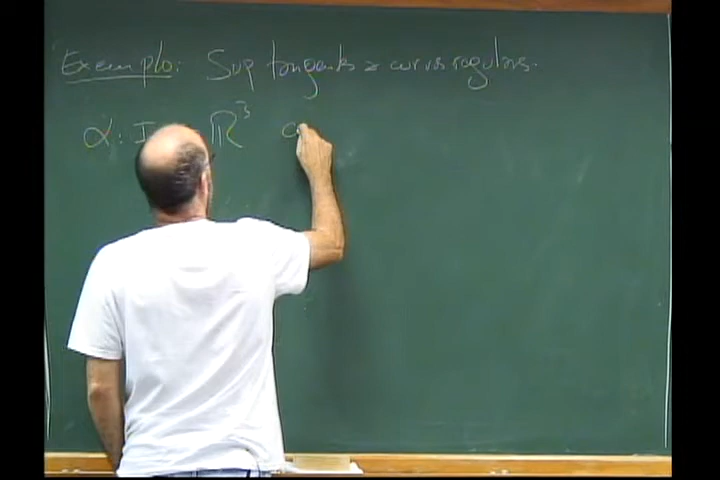 Exemplo: Sup tangentes a curvas regulares.
α: I ℝ³ c